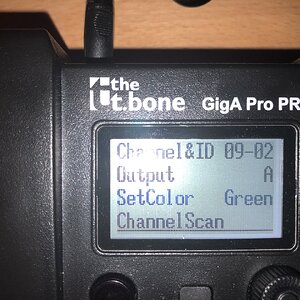 the
t.bone
GigA Pro PR
Channel&ID 09-02
Output A
SetColor Green
ChannelScan